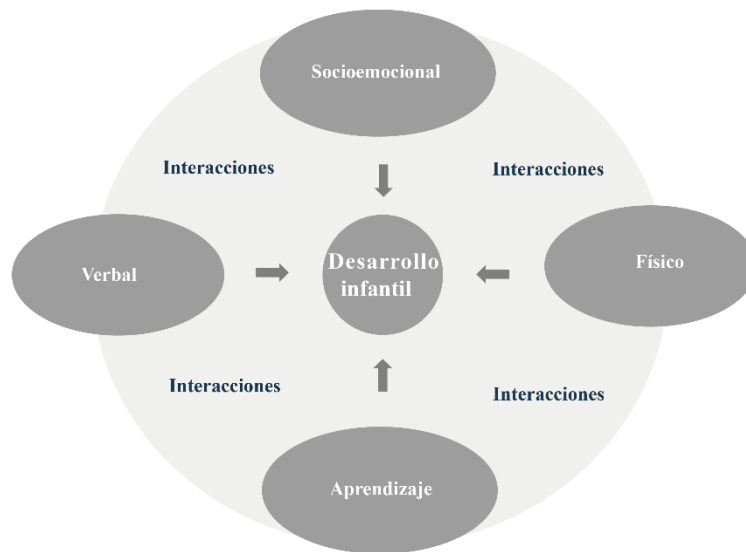 Socioemocional
Interacciones
Interacciones
Verbal
Desarrollo
infantil
Físico
Interacciones
Interacciones
Aprendizaje